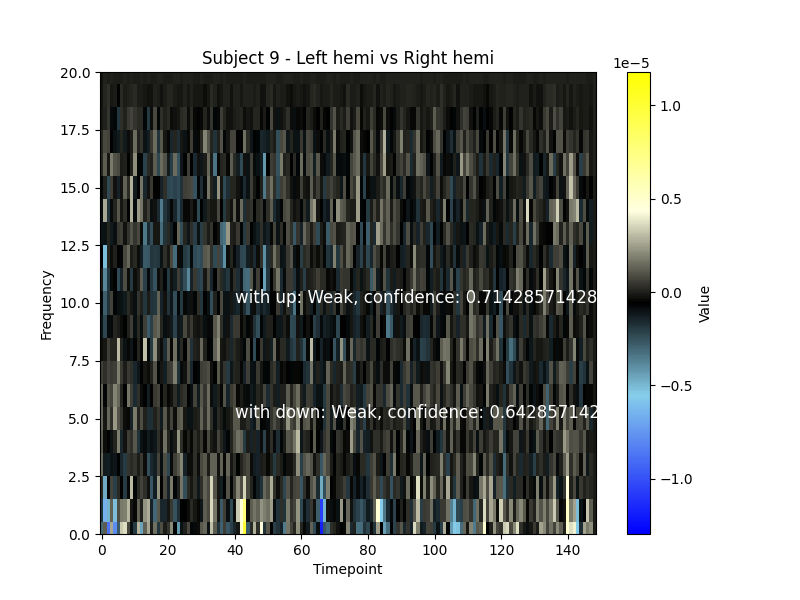 Subject 9 - Left hemi vs Right hemi
1e−5
20.0
17.5
15.0
12.5
10.0
7.5
5.0
2.5
0.0
Frequency
with up: Weak, confidence: 0.71428571428
with down: Weak, confidence: 0.642857142
0 20 40 60 80 100 120 140
Timepoint
1.0
0.5
0.0
−0.5
−1.0
Value